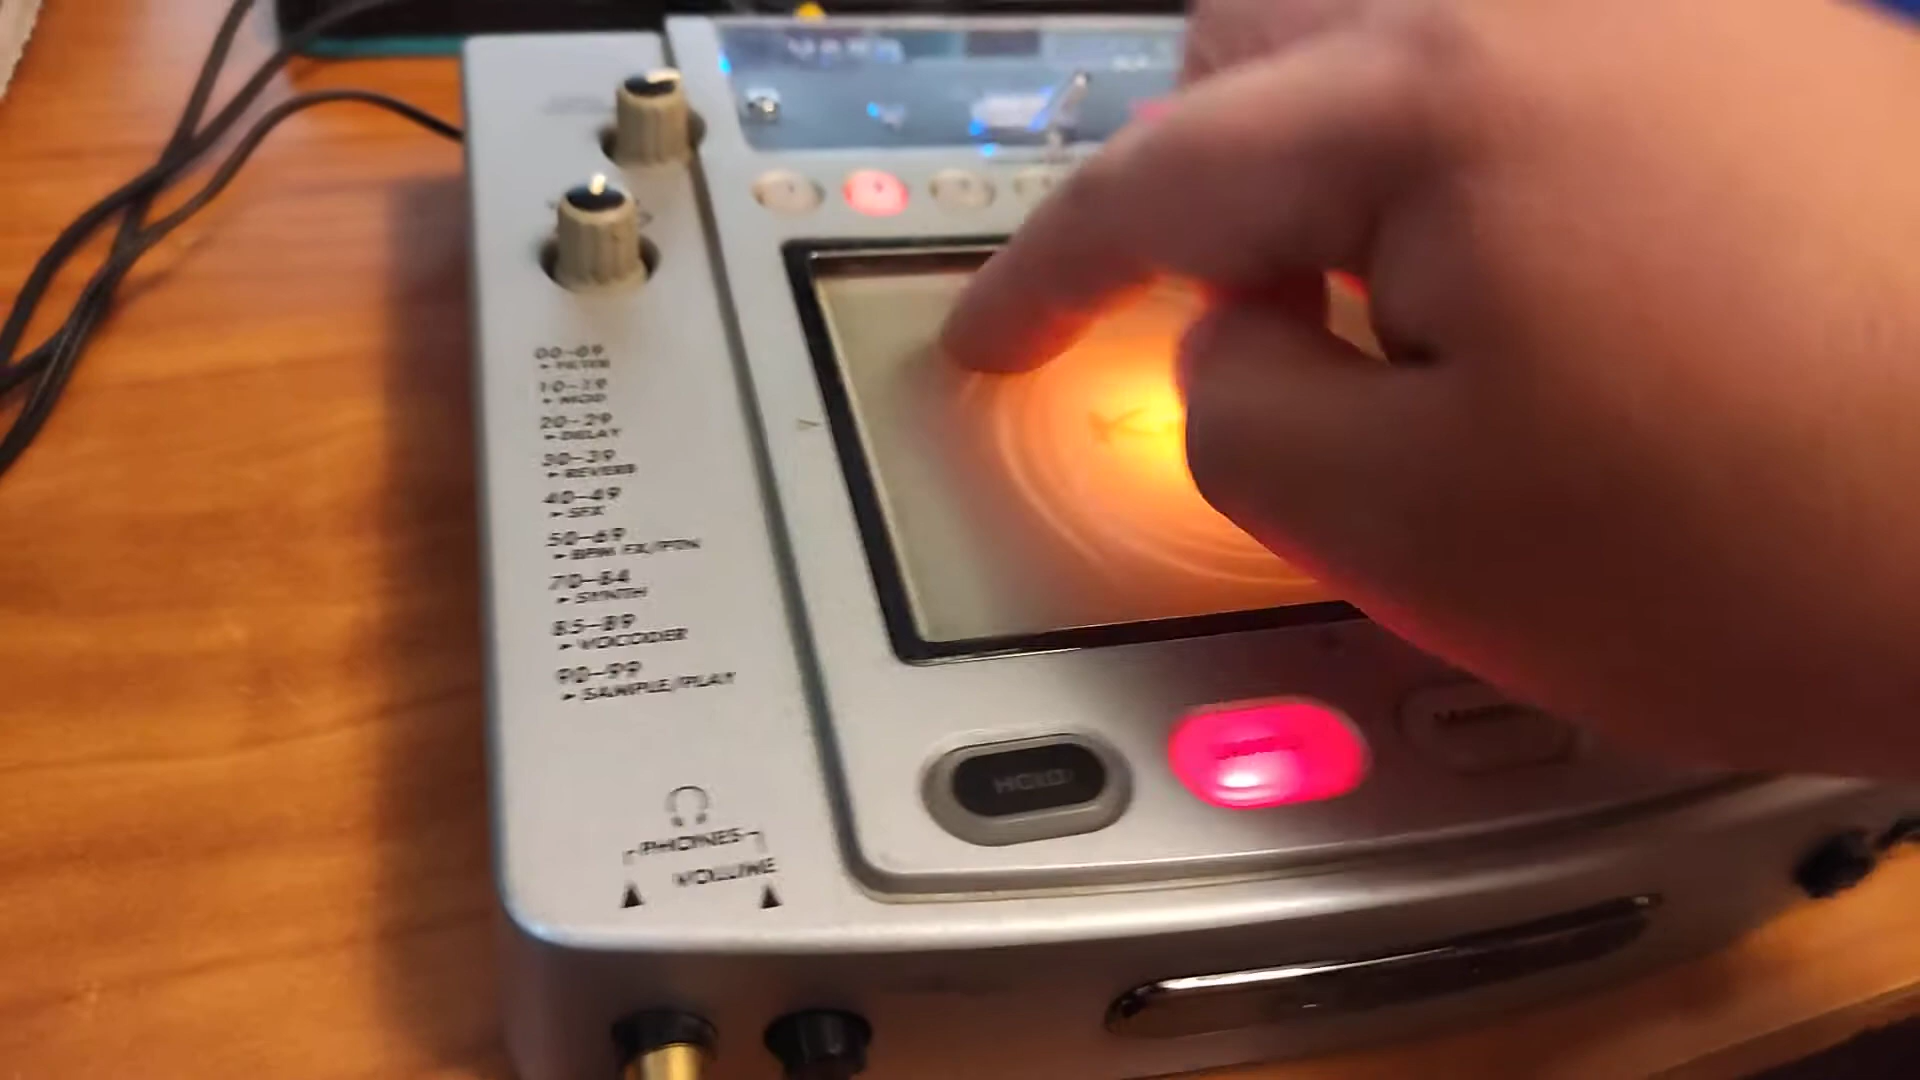 00-09
▸FILTER
10-19
▸MOD
20-29
▸DELAY
30-39
▸REVERB
40-49
▸SFX
50-69
▸BPM FX/PTN
70-84
▸SYNTH
85-89
▸VOCODER
90-99
▸SAMPLE/PLAY
HOLD
PHONES
VOLUME